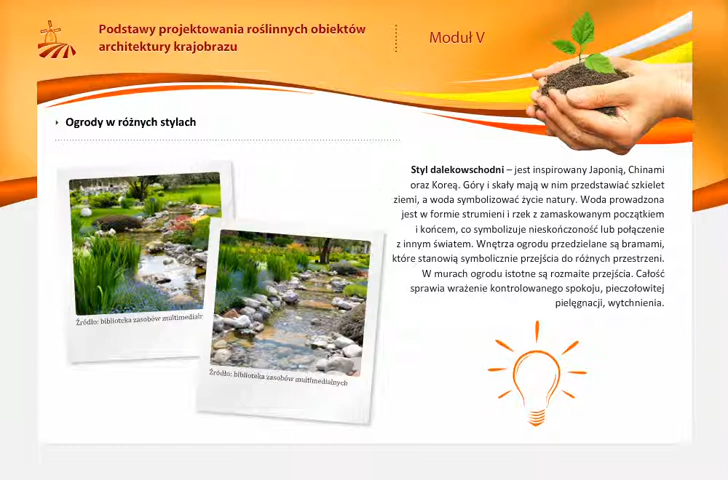 Podstawy projektowania roślinnych obiektów
architektury krajobrazu
Moduł V
Ogrody w różnych stylach
Styl dalekowschodni – jest inspirowany Japonią, Chinami
oraz Koreą. Góry i skały mają w nim przedstawiać szkielet
ziemi, a woda symbolizować życie natury. Woda prowadzona
jest w formie strumieni i rzek z zamaskowanym początkiem
i końcem, co symbolizuje nieskończoność lub połączenie
z innym światem. Wnętrza ogrodu przedzielane są bramami,
które stanowią symbolicznie przejścia do różnych przestrzeni.
W murach ogrodu istotne są rozmaite przejścia. Całość
sprawia wrażenie kontrolowanego spokoju, pieczołowitej
pielęgnacji, wytchnienia.
Źródło: biblioteka zasobów multimedialn
Źródło: biblioteka zasobów multimedialnych